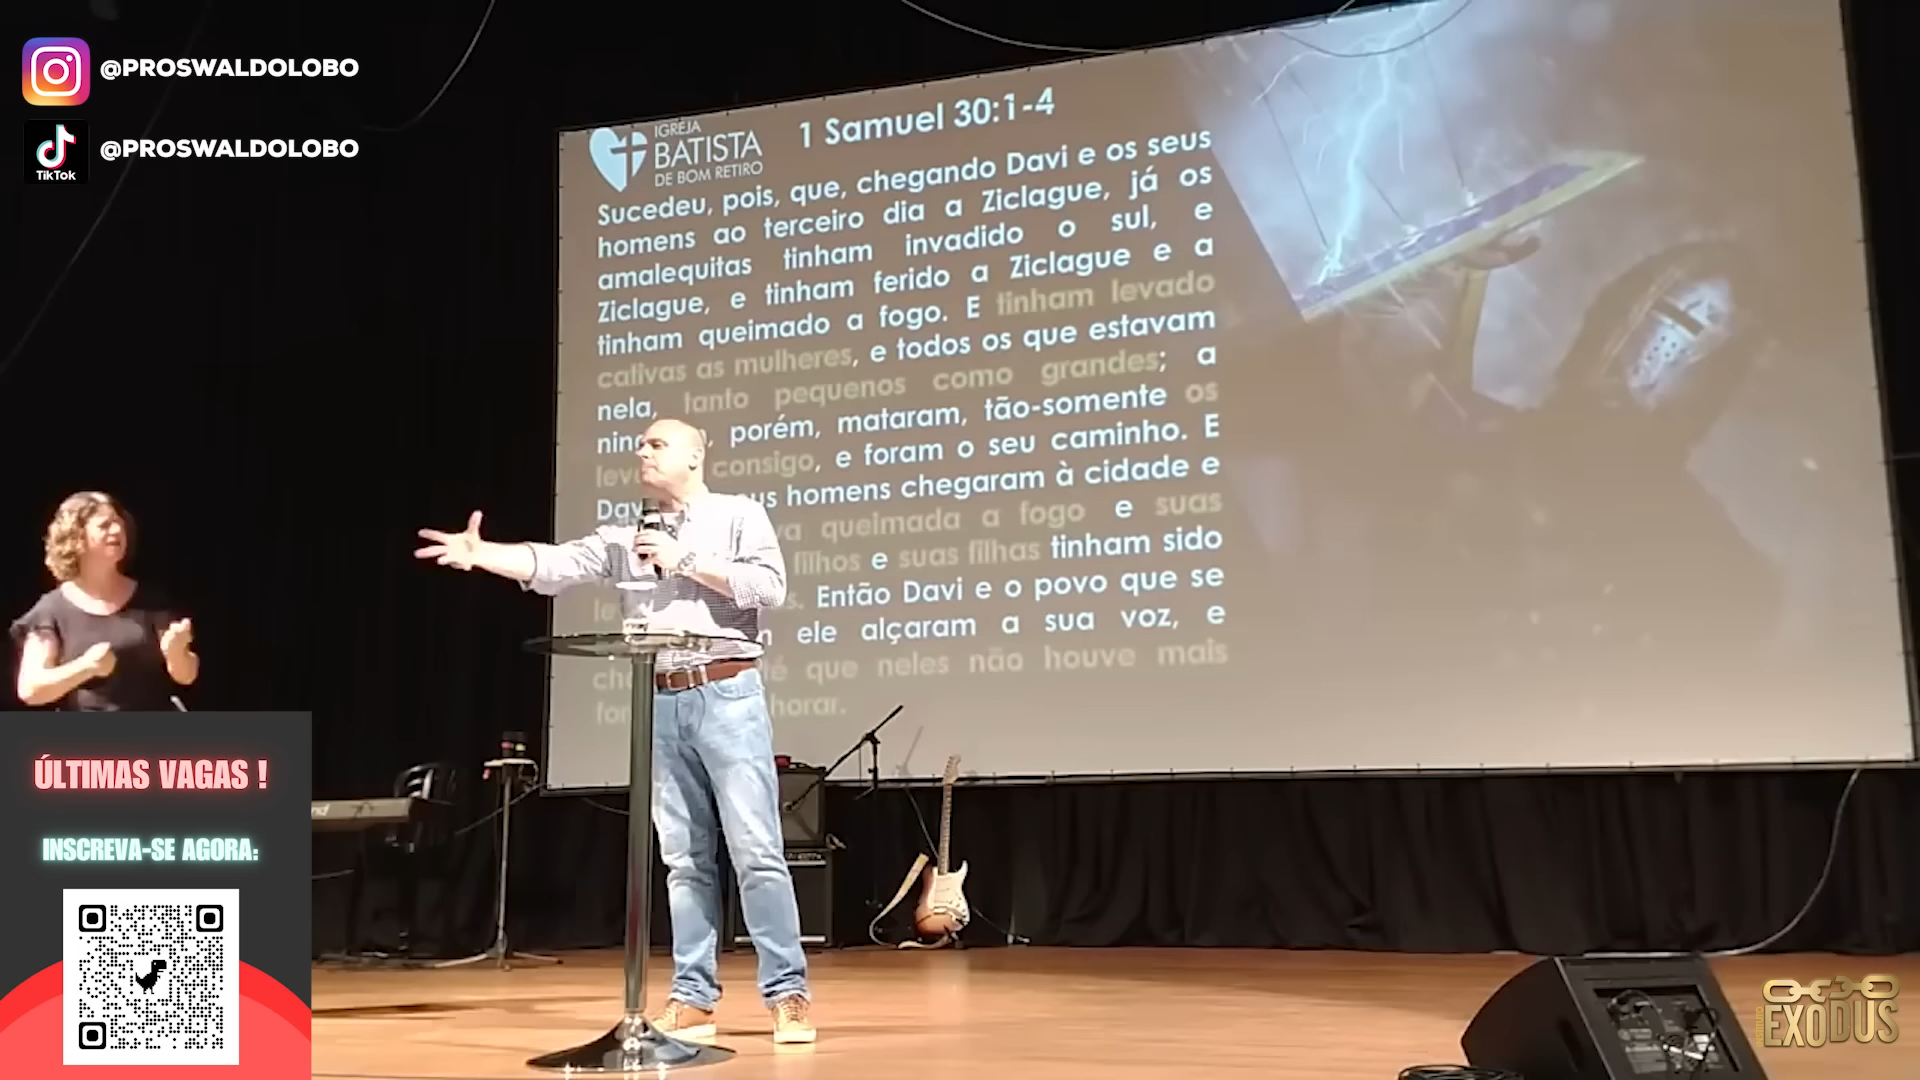 @PROSWALDOLOBO
TikTok
@PROSWALDOLOBO
IGREJA
BATISTA
DE BOM RETIRO
1 Samuel 30:1-4
Sucedeu, pois, que, chegando Davi e os seus
homens ao terceiro dia a Ziclague, já os
amalequitas tinham invadido o sul, e
Ziclague, e tinham ferido a Ziclague e a
tinham queimado a fogo. E tinham levado
cativas as mulheres, e todos os que estavam
nela, tanto pequenos como grandes; a
porém, mataram, tão-somente os
consigo, e foram o seu caminho. E
homens chegaram à cidade e
queimada a fogo e suas
filhos e suas filhas tinham sido
Então Davi e o povo que se
ele alçaram a sua voz, e
que neles não houve mais
ÚLTIMAS VAGAS !
INSCREVA-SE AGORA:
EXODUS